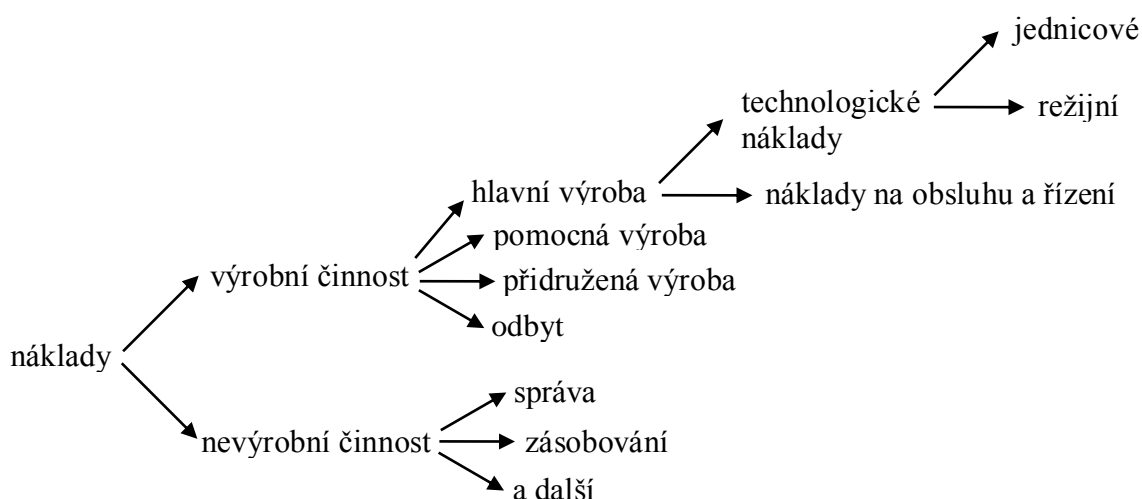 jednicové
technologické
náklady
režijní
hlavní výroba
náklady na obsluhu a řízení
pomocná výroba
výrobní činnost
přidružená výroba
odbyt
náklady
správa
nevýrobní činnost
zásobování
a další